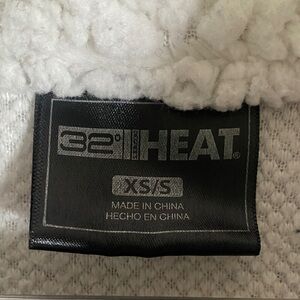 32° HEAT®
XS/S
MADE IN CHINA
HECHO EN CHINA